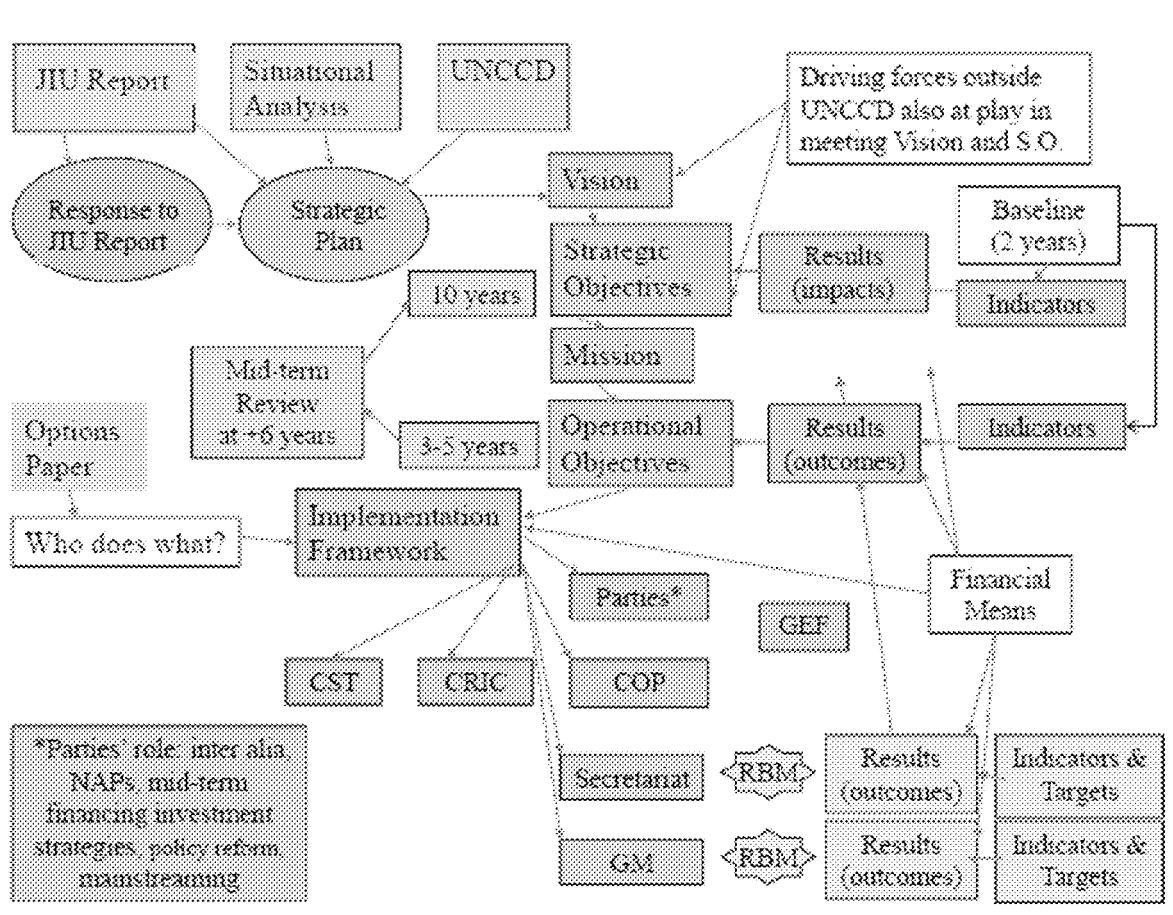 JIU Report
Situational
Analysis
UNCCD
Driving forces outside
UNCCD also at play in
meeting Vision and S.O.
Response to
JIU Report
Strategic
Plan
Vision
Strategic
Objectives
Results
(impacts)
Baseline
(2 years)
Indicators
10 years
Mission
Mid-term
Review
at +6 years
3-5 years
Operational
Objectives
Results
(outcomes)
Indicators
Options
Paper
Who does what?
Implementation
Framework
Parties*
GEF
Financial
Means
CST
CRIC
COP
*Parties' role: inter alia,
NAPs, mid-term
financing investment
strategies, policy reform,
mainstreaming
Secretariat
RBM
Results
(outcomes)
Indicators &
Targets
GM
RBM
Results
(outcomes)
Indicators &
Targets